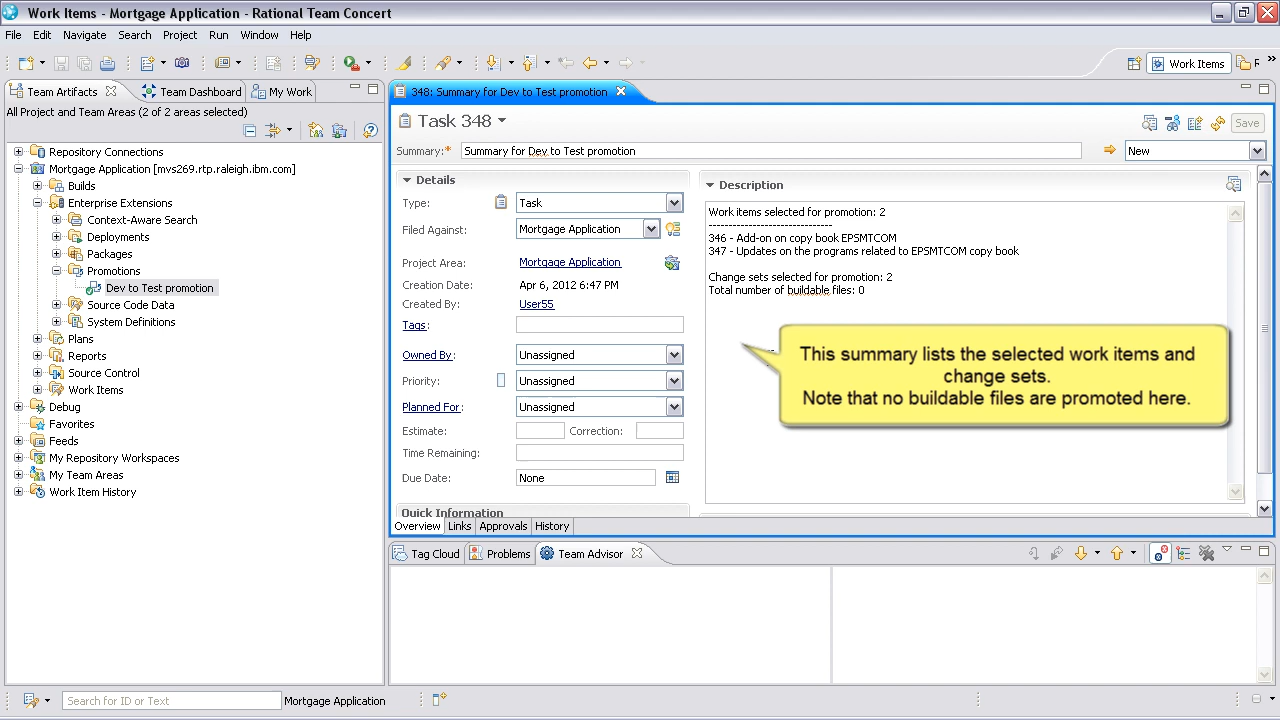 Work Items - Mortgage Application - Rational Team Concert
File Edit Navigate Search Project Run Window Help
Work Items F
Team Artifacts Team Dashboard My Work
All Project and Team Areas (2 of 2 areas selected)
Repository Connections
Mortgage Application [mvs269.rtp.raleigh.ibm.com]
Builds
Enterprise Extensions
Context-Aware Search
Deployments
Packages
Promotions
Dev to Test promotion
Source Code Data
System Definitions
Plans
Reports
Source Control
Work Items
Debug
Favorites
Feeds
My Repository Workspaces
My Team Areas
Work Item History
348: Summary for Dev to Test promotion
Task 348
Save
Summary:* Summary for Dev to Test promotion
New
Details
Type: Task
Filed Against: Mortgage Application
Project Area: Mortgage Application
Creation Date: Apr 6, 2012 6:47 PM
Created By: User55
Tags:
Owned By: Unassigned
Priority: Unassigned
Planned For: Unassigned
Estimate: Correction:
Time Remaining:
Due Date: None
Quick Information
Description
Work items selected for promotion: 2
-------------------------------
346 - Add-on on copy book EPSMTCOM
347 - Updates on the programs related to EPSMTCOM copy book
Change sets selected for promotion: 2
Total number of buildable files: 0
This summary lists the selected work items and
change sets.
Note that no buildable files are promoted here.
Overview Links Approvals History
Tag Cloud Problems Team Advisor
Search for ID or Text Mortgage Application